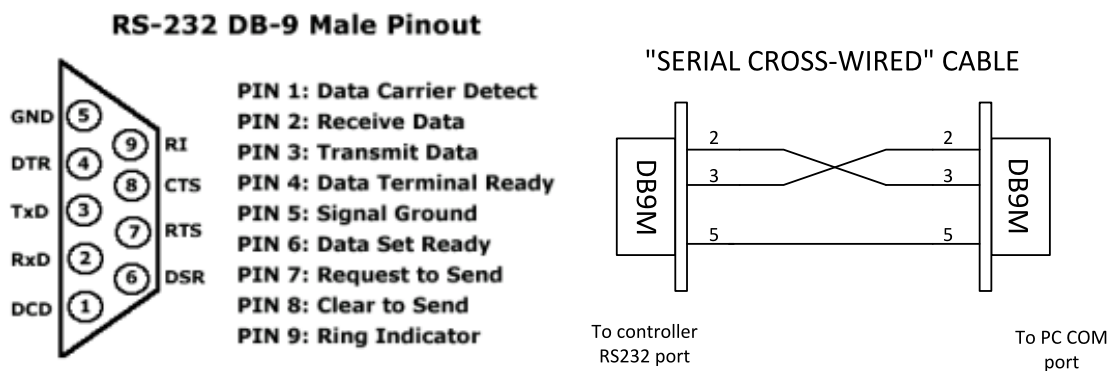 RS-232 DB-9 Male Pinout
GND
DTR
TxD
RxD
DCD
5
4
3
2
1
9
8
7
6
RI
CTS
RTS
DSR
PIN 1: Data Carrier Detect
PIN 2: Receive Data
PIN 3: Transmit Data
PIN 4: Data Terminal Ready
PIN 5: Signal Ground
PIN 6: Data Set Ready
PIN 7: Request to Send
PIN 8: Clear to Send
PIN 9: Ring Indicator
"SERIAL CROSS-WIRED" CABLE
DB9M
2
3
5
2
3
5
DB9M
To controller
RS232 port
To PC COM
port